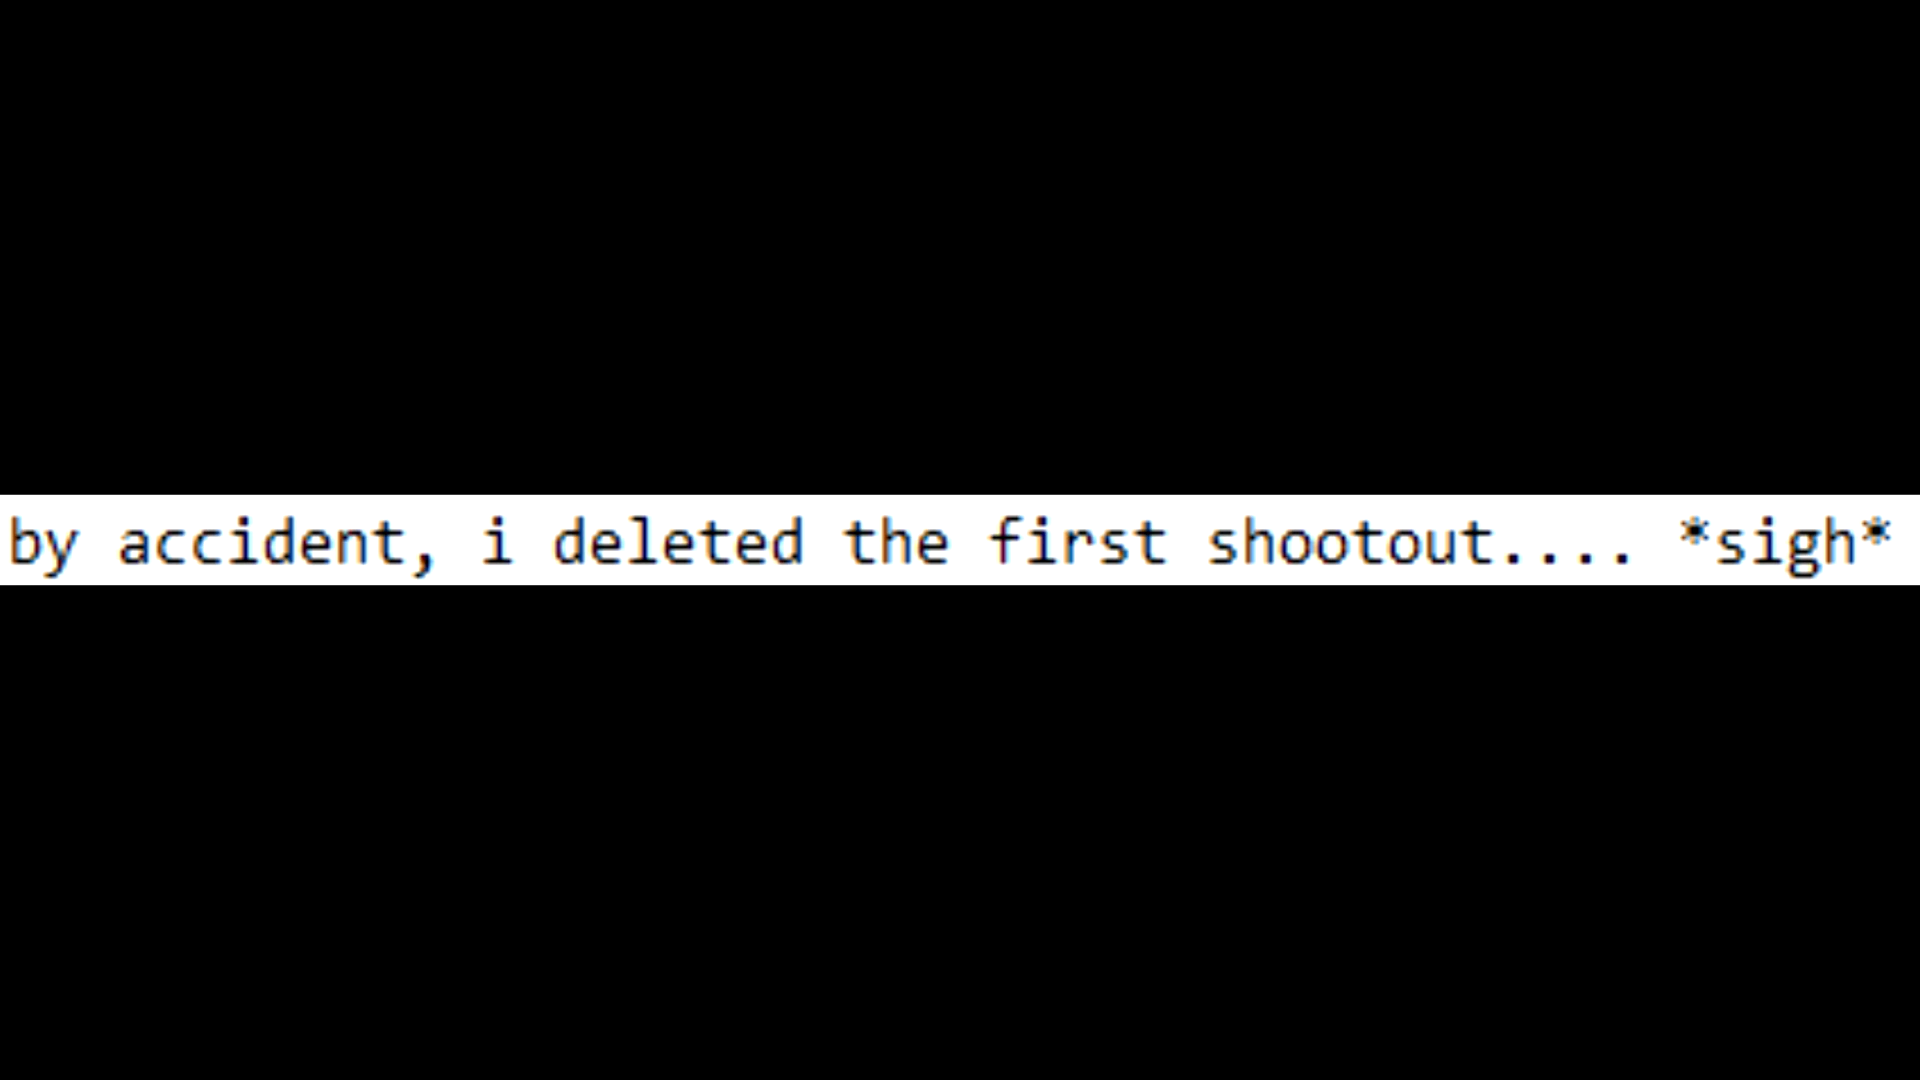 by accident, i deleted the first shootout.... *sigh*